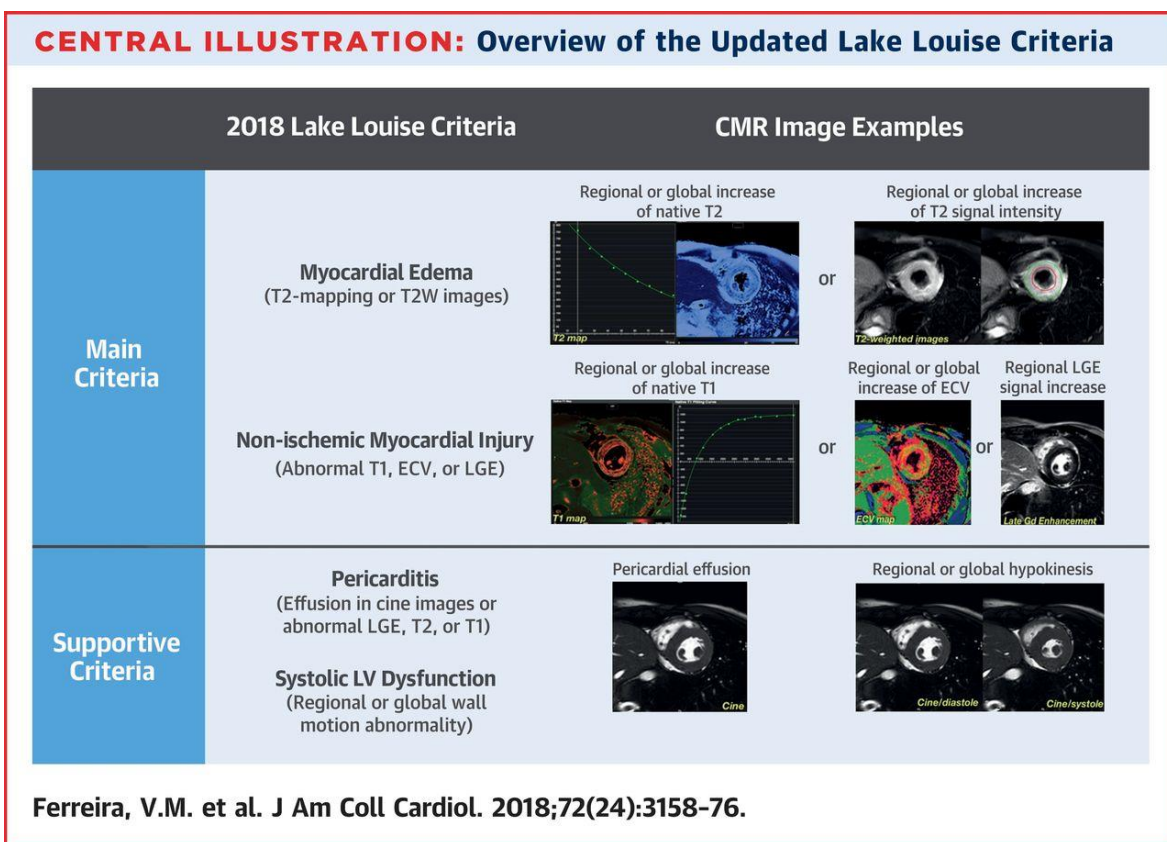 CENTRAL ILLUSTRATION: Overview of the Updated Lake Louise Criteria
2018 Lake Louise Criteria
CMR Image Examples
Main
Criteria
Myocardial Edema
(T2-mapping or T2W images)
Regional or global increase
of native T2
T2 map
or
Regional or global increase
of T2 signal intensity
T2-weighted images
Non-ischemic Myocardial Injury
(Abnormal T1, ECV, or LGE)
Regional or global increase
of native T1
T1 map
or
Regional or global
increase of ECV
ECV map
or
Regional LGE
signal increase
Late Gd Enhancement
Supportive
Criteria
Pericarditis
(Effusion in cine images or
abnormal LGE, T2, or T1)
Systolic LV Dysfunction
(Regional or global wall
motion abnormality)
Pericardial effusion
Cine
Regional or global hypokinesis
Cine/diastole
Cine/systole
Ferreira, V.M. et al. J Am Coll Cardiol. 2018;72(24):3158–76.